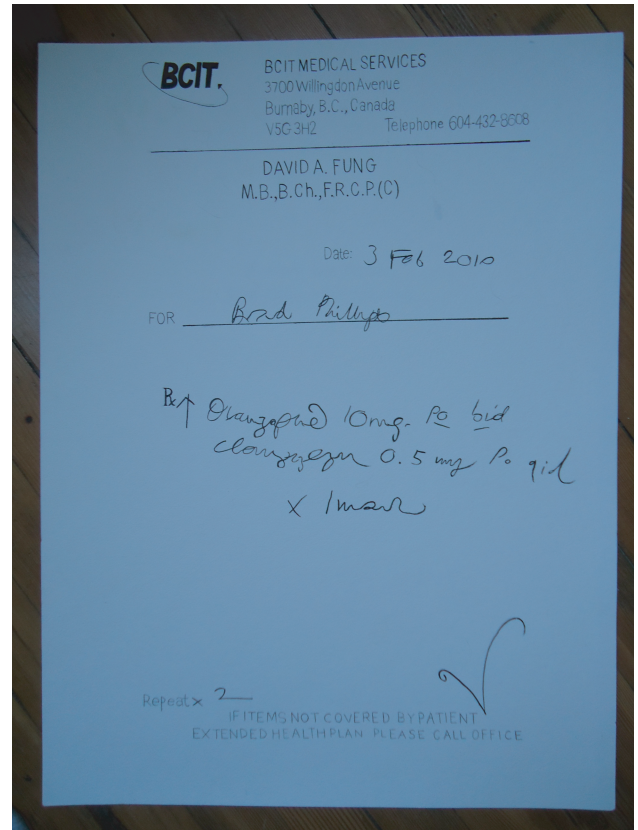 BCIT.
BCIT MEDICAL SERVICES
3700 Willingdon Avenue
Burnaby, B.C., Canada
V5G 3H2 Telephone 604-432-8608
DAVID A. FUNG
M.B.,B.Ch.,F.R.C.P.(C)
Date: 3 Feb 2010
FOR Brad Phillips
Rx ↑ 10mg. Po bid
0.5 mg Po qid
x 1
Repeat x 2
IF ITEMS NOT COVERED BY PATIENT
EXTENDED HEALTH PLAN PLEASE CALL OFFICE